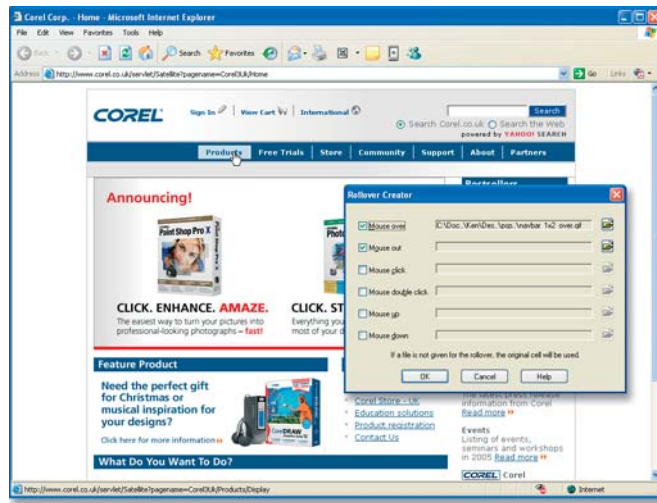 Corel Corp. - Home - Microsoft Internet Explorer
File Edit View Favorites Tools Help
Back Search Favorites
Address http://www.corel.co.uk/servlet/Satellite?pagename=Corel3Uk/Home Go Links
COREL Sign In View Cart International Search
Search Corel.co.uk Search the Web
powered by YAHOO! SEARCH
Products Free Trials Store Community Support About Partners
Bestsellers
Announcing!
Paint Shop Pro X
CLICK. ENHANCE. AMAZE.
The easiest way to turn your pictures into
professional-looking photographs – fast!
CLICK. ST
Everything you
most of your d
Rollover Creator
Mouse over C:\Doc..\Ken\Des..\psp..\navbar_1x2_over.gif
Mouse out
Mouse click
Mouse double click
Mouse up
Mouse down
If a file is not given for the rollover, the original cell will be used.
OK Cancel Help
Feature Product
Need the perfect gift
for Christmas or
musical inspiration for
your designs?
Click here for more information
CorelDRAW
Corel Store - UK
Education solutions
Product registration
Contact Us
The latest press release
information from Corel
Read more
Events
Listing of events,
seminars and workshops
in 2005 Read more
COREL Corel
What Do You Want To Do?
http://www.corel.co.uk/servlet/Satellite?pagename=Corel3Uk/Products/Display Internet